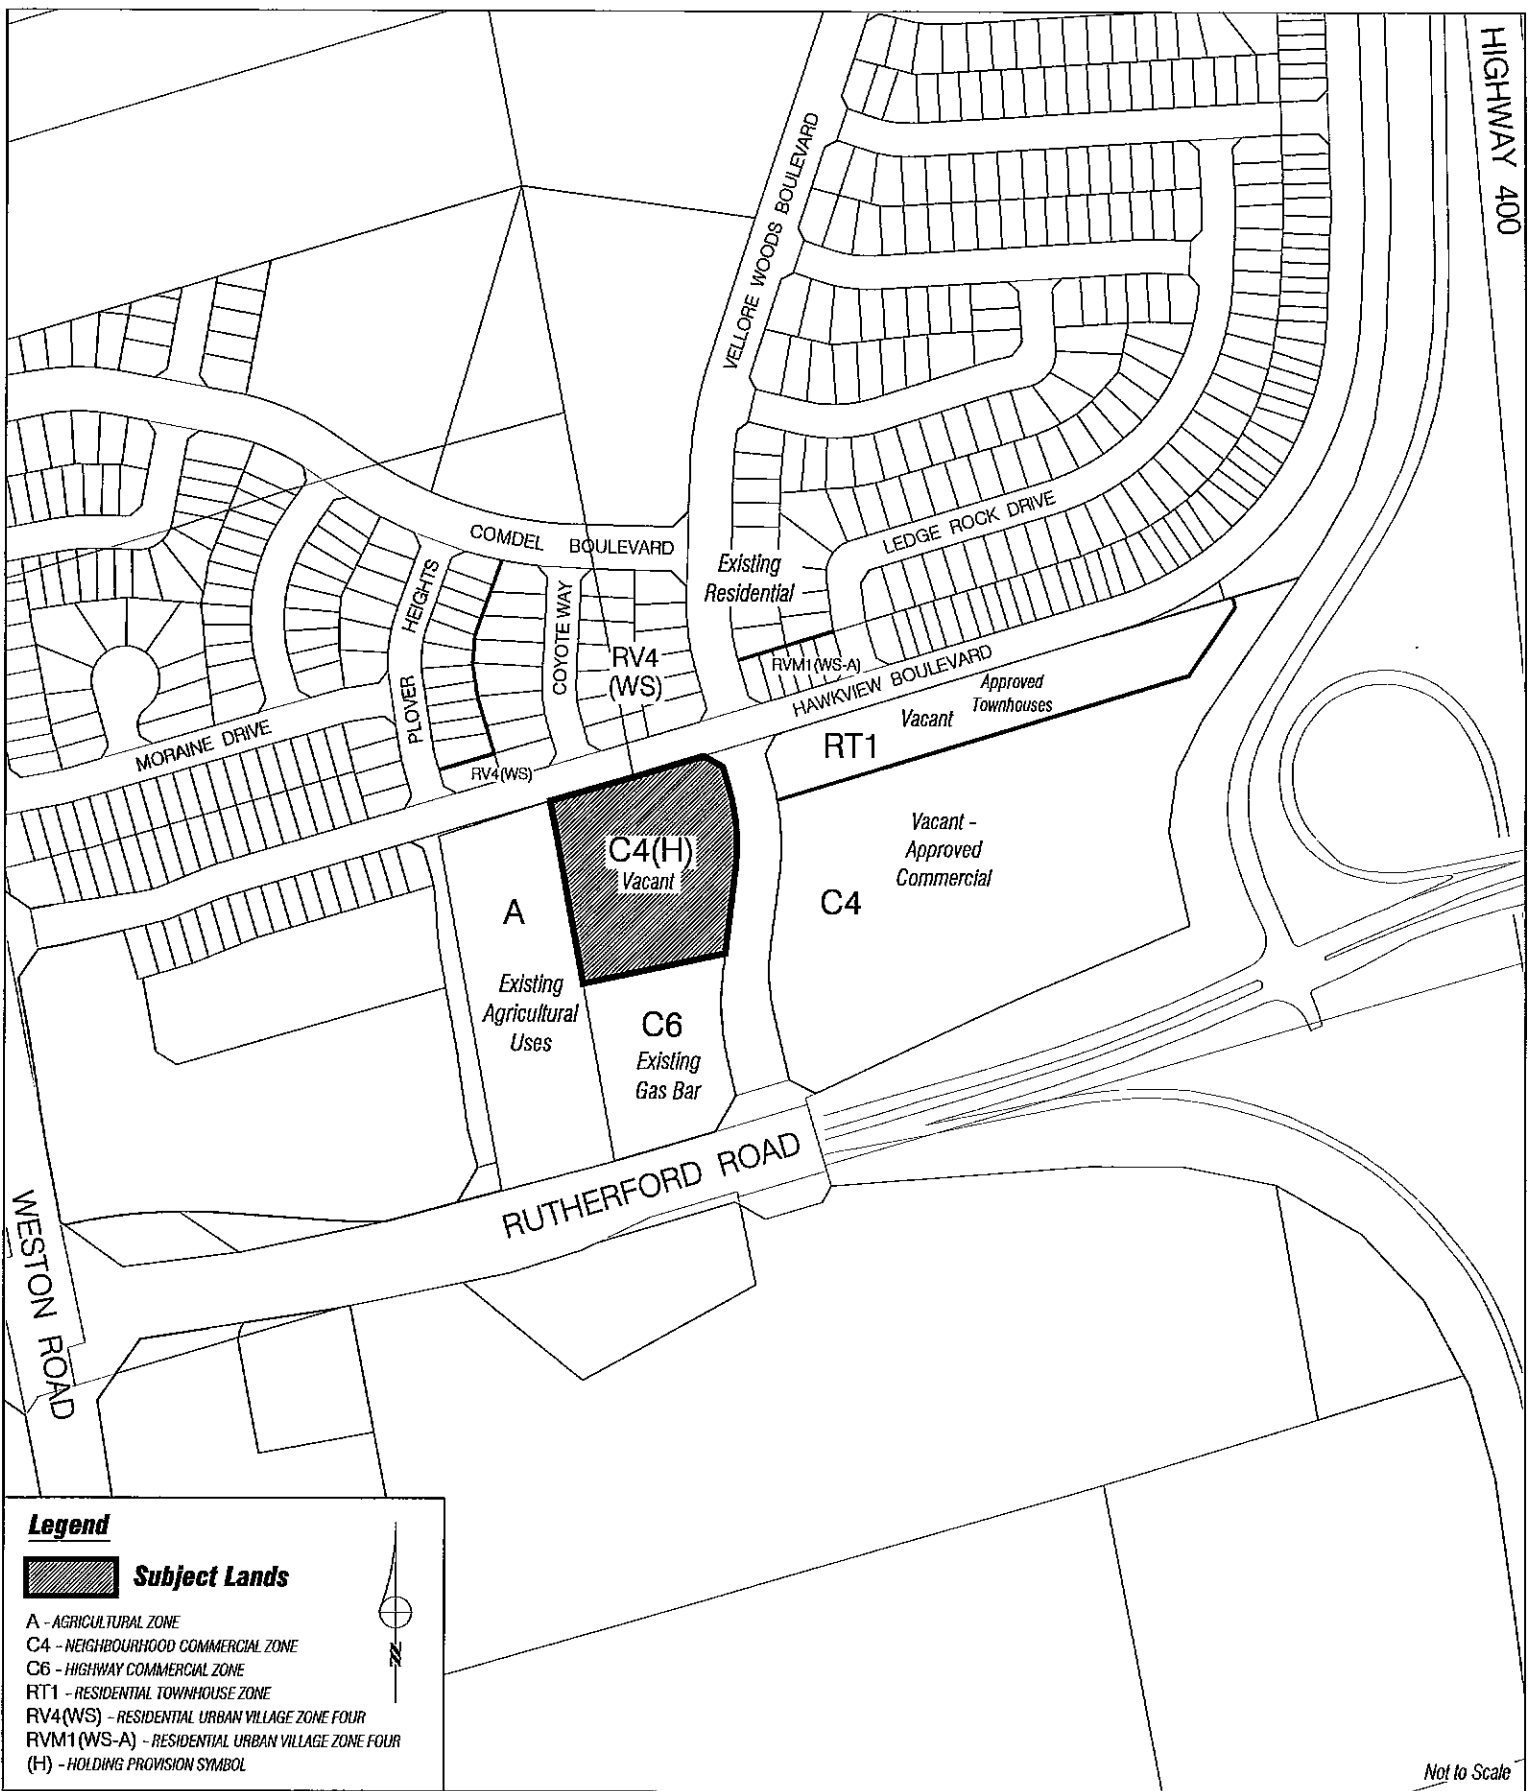 HIGHWAY 400
VELLORE WOODS BOULEVARD
LEDGE ROCK DRIVE
COMDEL BOULEVARD
Existing
Residential
PLOVER HEIGHTS
COYOTE WAY
RV4
(WS)
RVM1(WS-A)
HAWKVIEW BOULEVARD
Approved
Townhouses
Vacant
RT1
MORAINE DRIVE
RV4(WS)
C4(H)
Vacant
Vacant -
Approved
Commercial
C4
A
Existing
Agricultural
Uses
C6
Existing
Gas Bar
RUTHERFORD ROAD
WESTON ROAD
Legend
Subject Lands
A - AGRICULTURAL ZONE
C4 - NEIGHBOURHOOD COMMERCIAL ZONE
C6 - HIGHWAY COMMERCIAL ZONE
RT1 - RESIDENTIAL TOWNHOUSE ZONE
RV4(WS) - RESIDENTIAL URBAN VILLAGE ZONE FOUR
RVM1(WS-A) - RESIDENTIAL URBAN VILLAGE ZONE FOUR
(H) - HOLDING PROVISION SYMBOL
N
Not to Scale